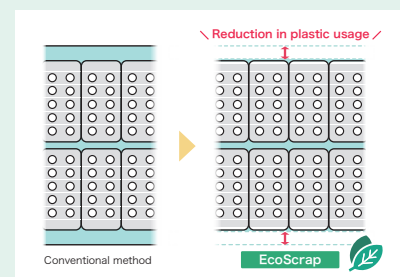 Reduction in plastic usage
Conventional method
EcoScrap